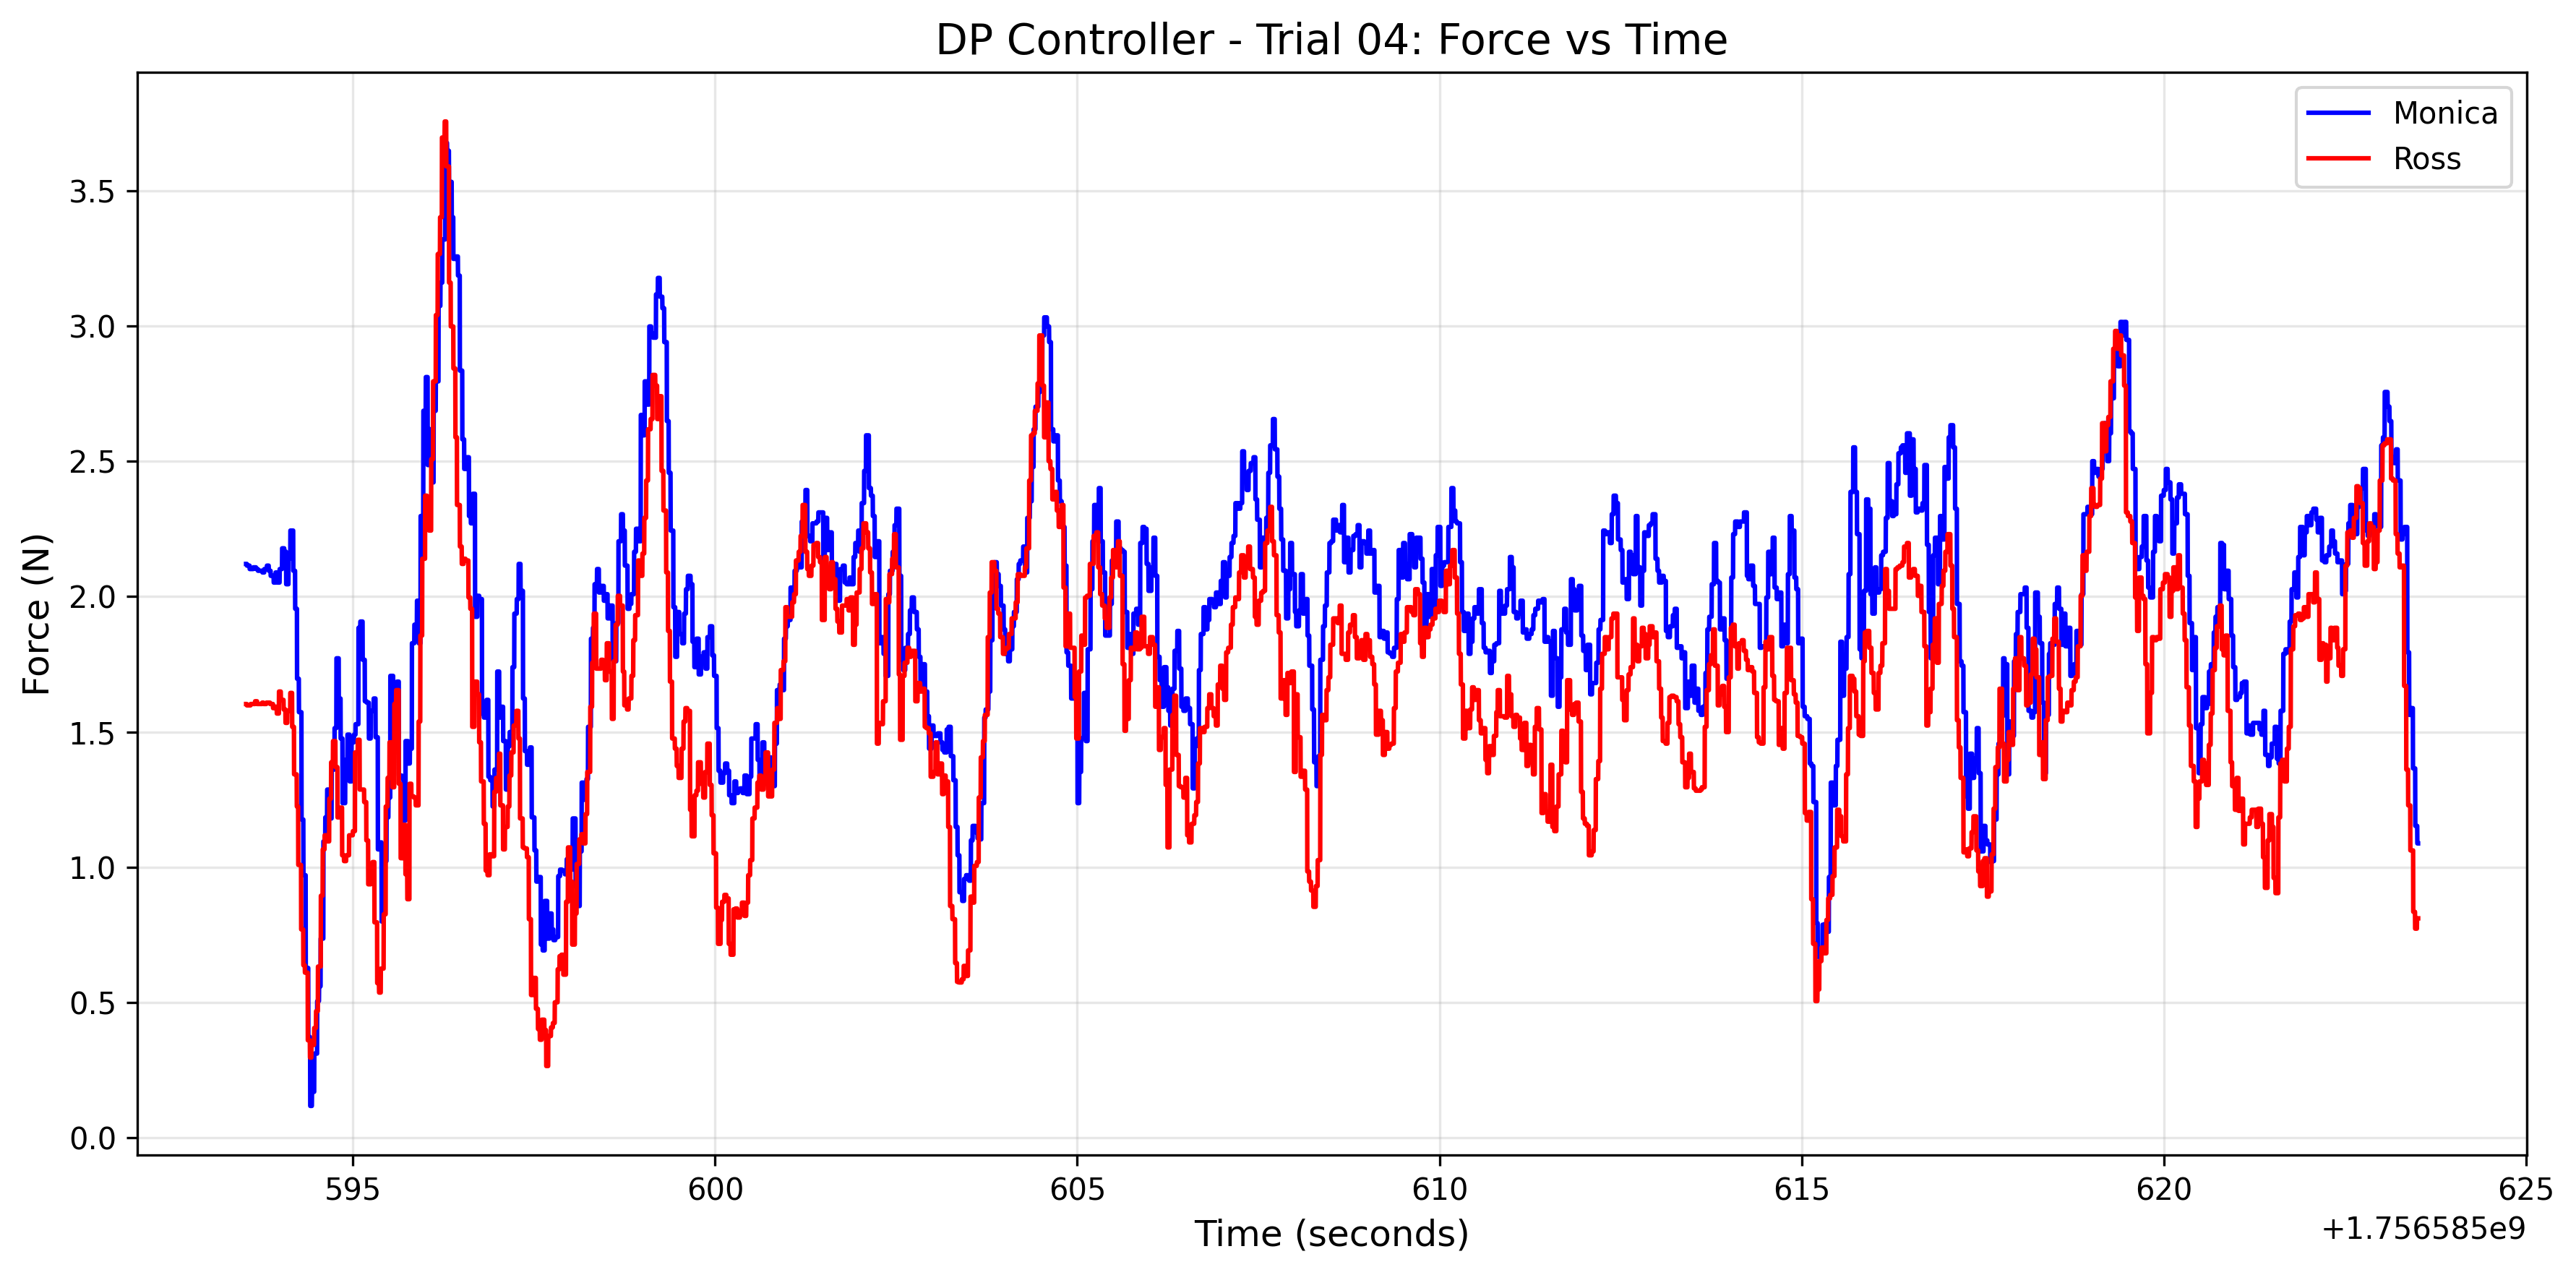 DP Controller - Trial 04: Force vs Time
Monica
Ross
Force (N)
3.5
3.0
2.5
2.0
1.5
1.0
0.5
0.0
595
600
605
610
615
620
625
+1.756585e9
Time (seconds)